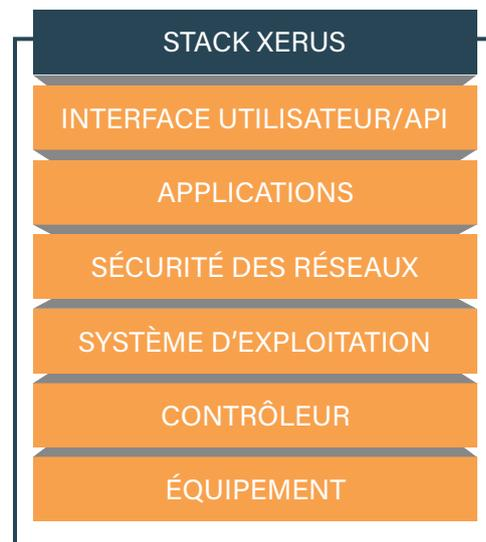 STACK XERUS
INTERFACE UTILISATEUR/API
APPLICATIONS
SÉCURITÉ DES RÉSEAUX
SYSTÈME D'EXPLOITATION
CONTRÔLEUR
ÉQUIPEMENT